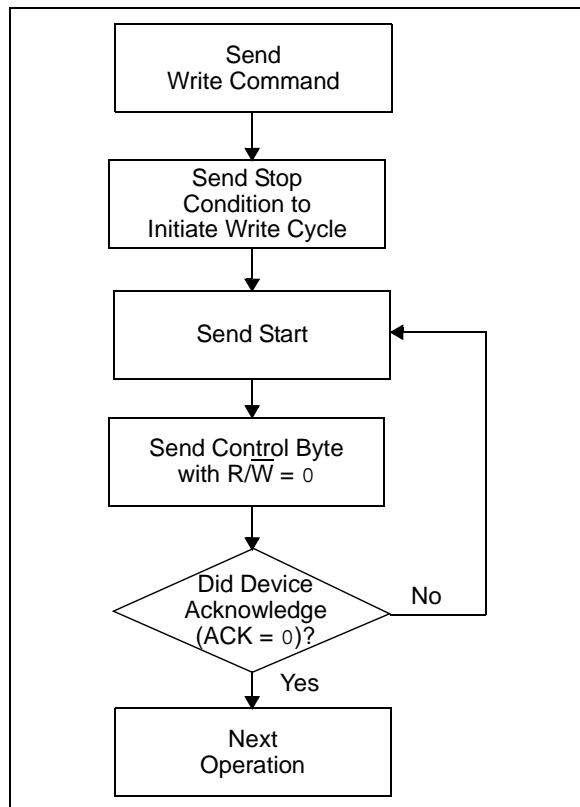 Send
Write Command
Send Stop
Condition to
Initiate Write Cycle
Send Start
Send Control Byte
with R/W̅ = 0
Did Device
Acknowledge
(ACK = 0)?
No
Yes
Next
Operation